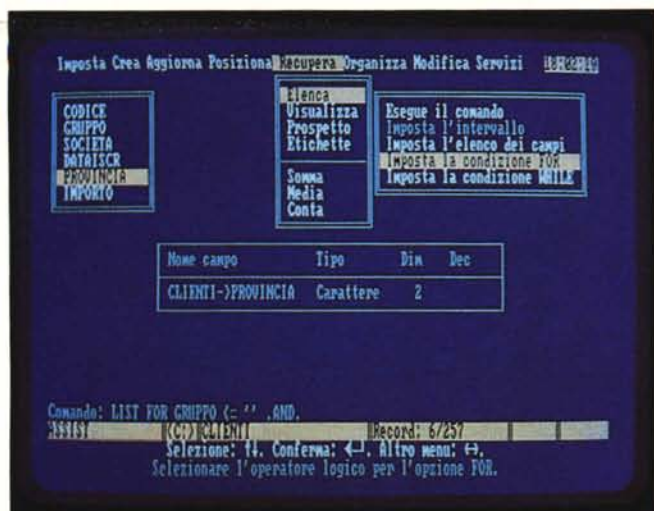 Imposta Crea Aggiorna Posiziona Recupera Organizza Modifica Servizi 18:02:19
CODICE
GRUPPO
SOCIETA
DATAISCR
PROVINCIA
IMPORTO
Elenca
Visualizza
Prospetto
Etichette
Somma
Media
Conta
Esegue il comando
Imposta l'intervallo
Imposta l'elenco dei campi
Imposta la condizione FOR
Imposta la condizione WHILE
Nome campo Tipo Dim Dec
CLIENTI->PROVINCIA Carattere 2
Comando: LIST FOR GRUPPO <= '' .AND.
ASSIST <C:> CLIENTI Record: 6/257
Selezione: ↑↓. Conferma: ←┘. Altro menu: ↔.
Selezionare l'operatore logico per l'opzione FOR.